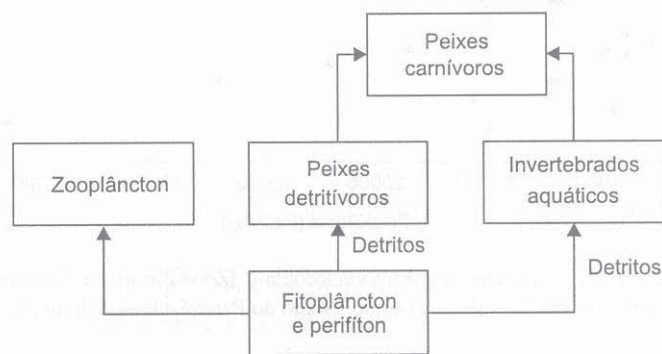 Peixes
carnívoros
Zooplâncton
Peixes
detritívoros
Invertebrados
aquáticos
Detritos
Detritos
Fitoplâncton
e perifíton